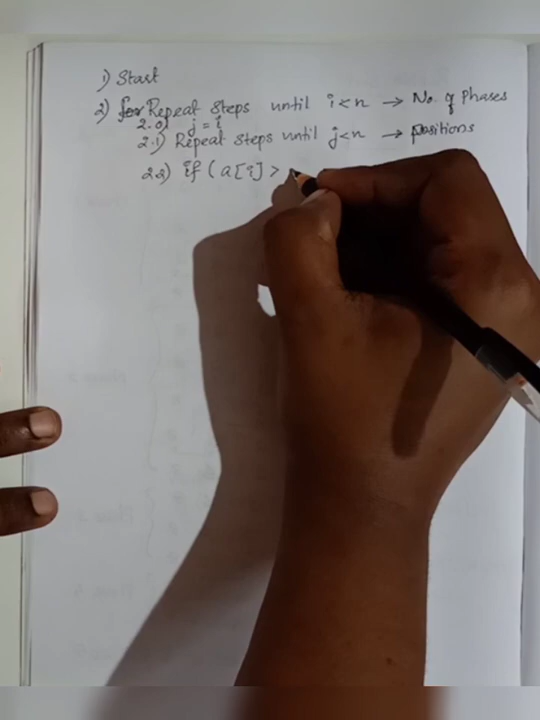 1) Start
2) for Repeat Steps until i<n → No. of Phases
2.0) j = i
2.1) Repeat Steps until j<n → positions
2.2) if (a[i] >